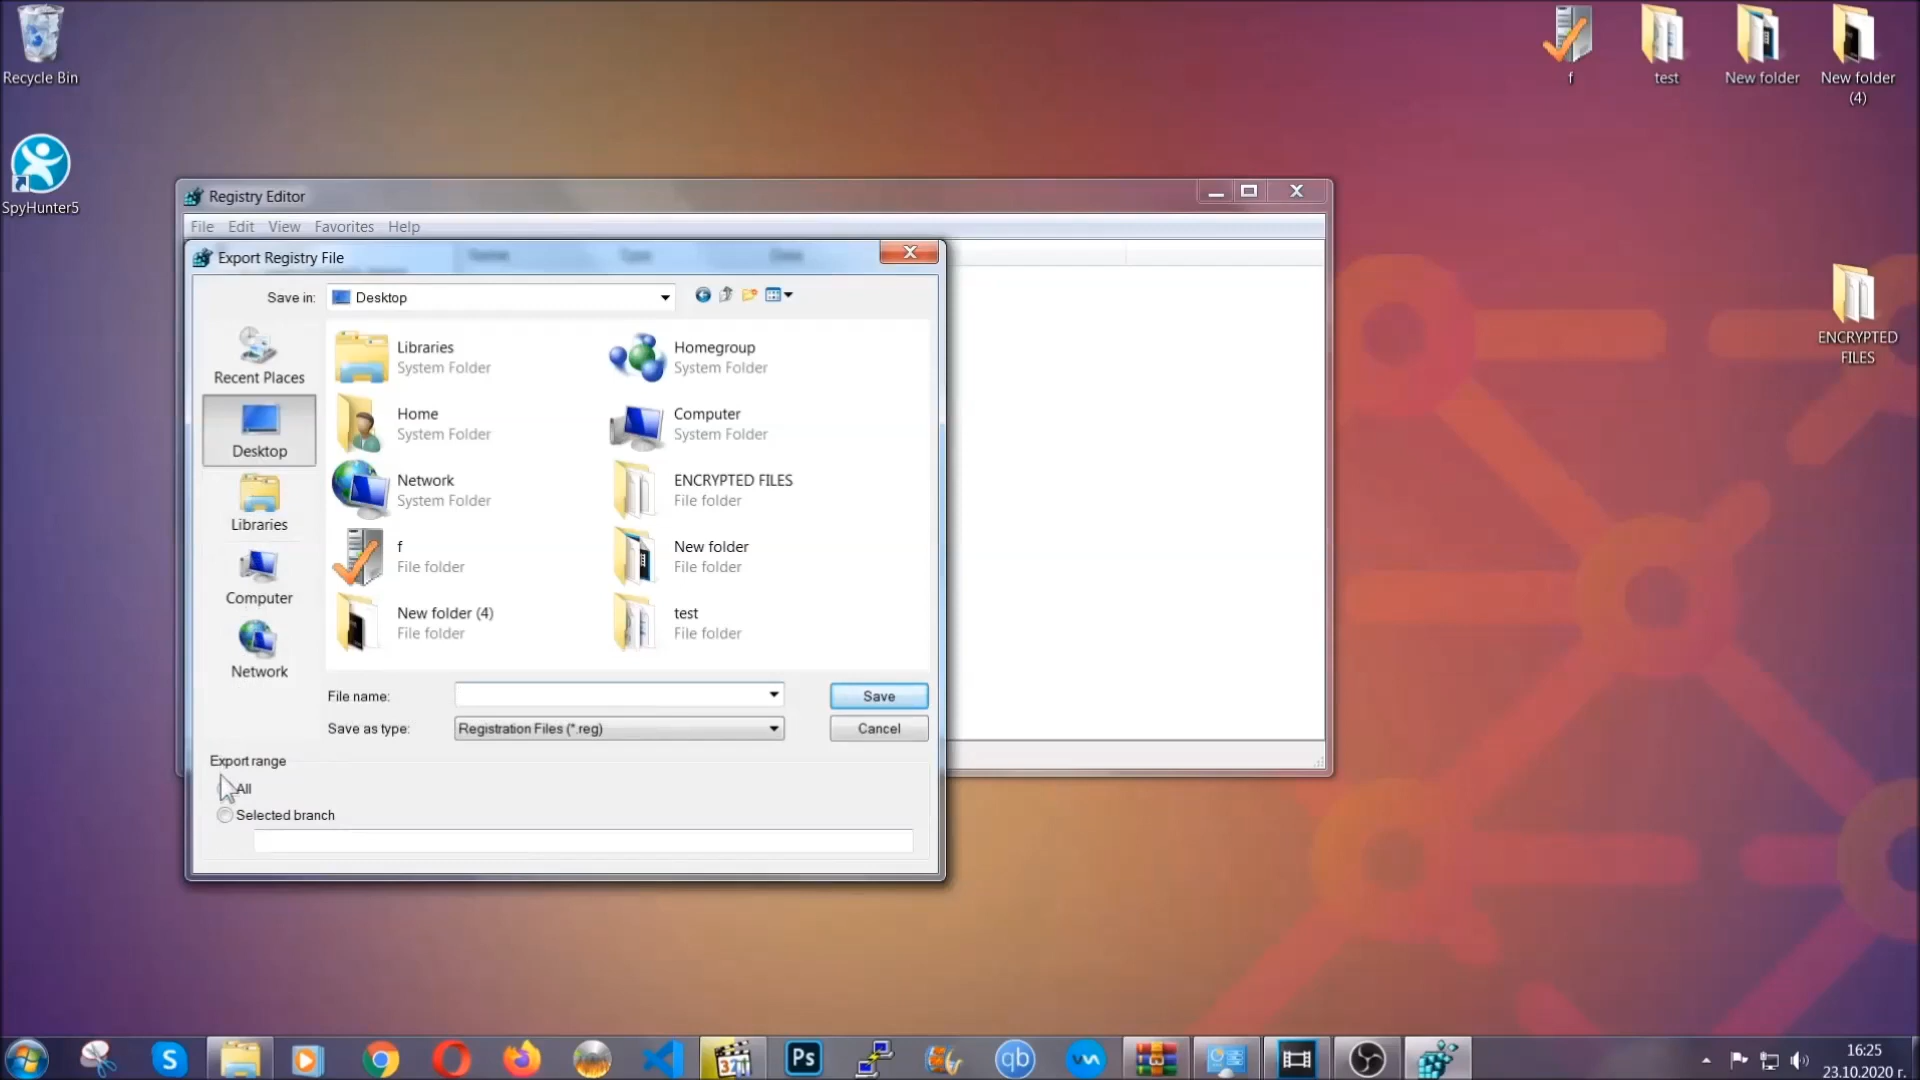 Recycle Bin
SpyHunter5
f
test
New folder
New folder
(4)
ENCRYPTED
FILES
Registry Editor
File Edit View Favorites Help
Export Registry File
Save in:
Desktop
Recent Places
Desktop
Libraries
Computer
Network
Libraries
System Folder
Homegroup
System Folder
Home
System Folder
Computer
System Folder
Network
System Folder
ENCRYPTED FILES
File folder
f
File folder
New folder
File folder
New folder (4)
File folder
test
File folder
File name:
Save
Save as type:
Registration Files (*.reg)
Cancel
Export range
All
Selected branch
S
321
Ps
qb
16:25
23.10.2020 г.